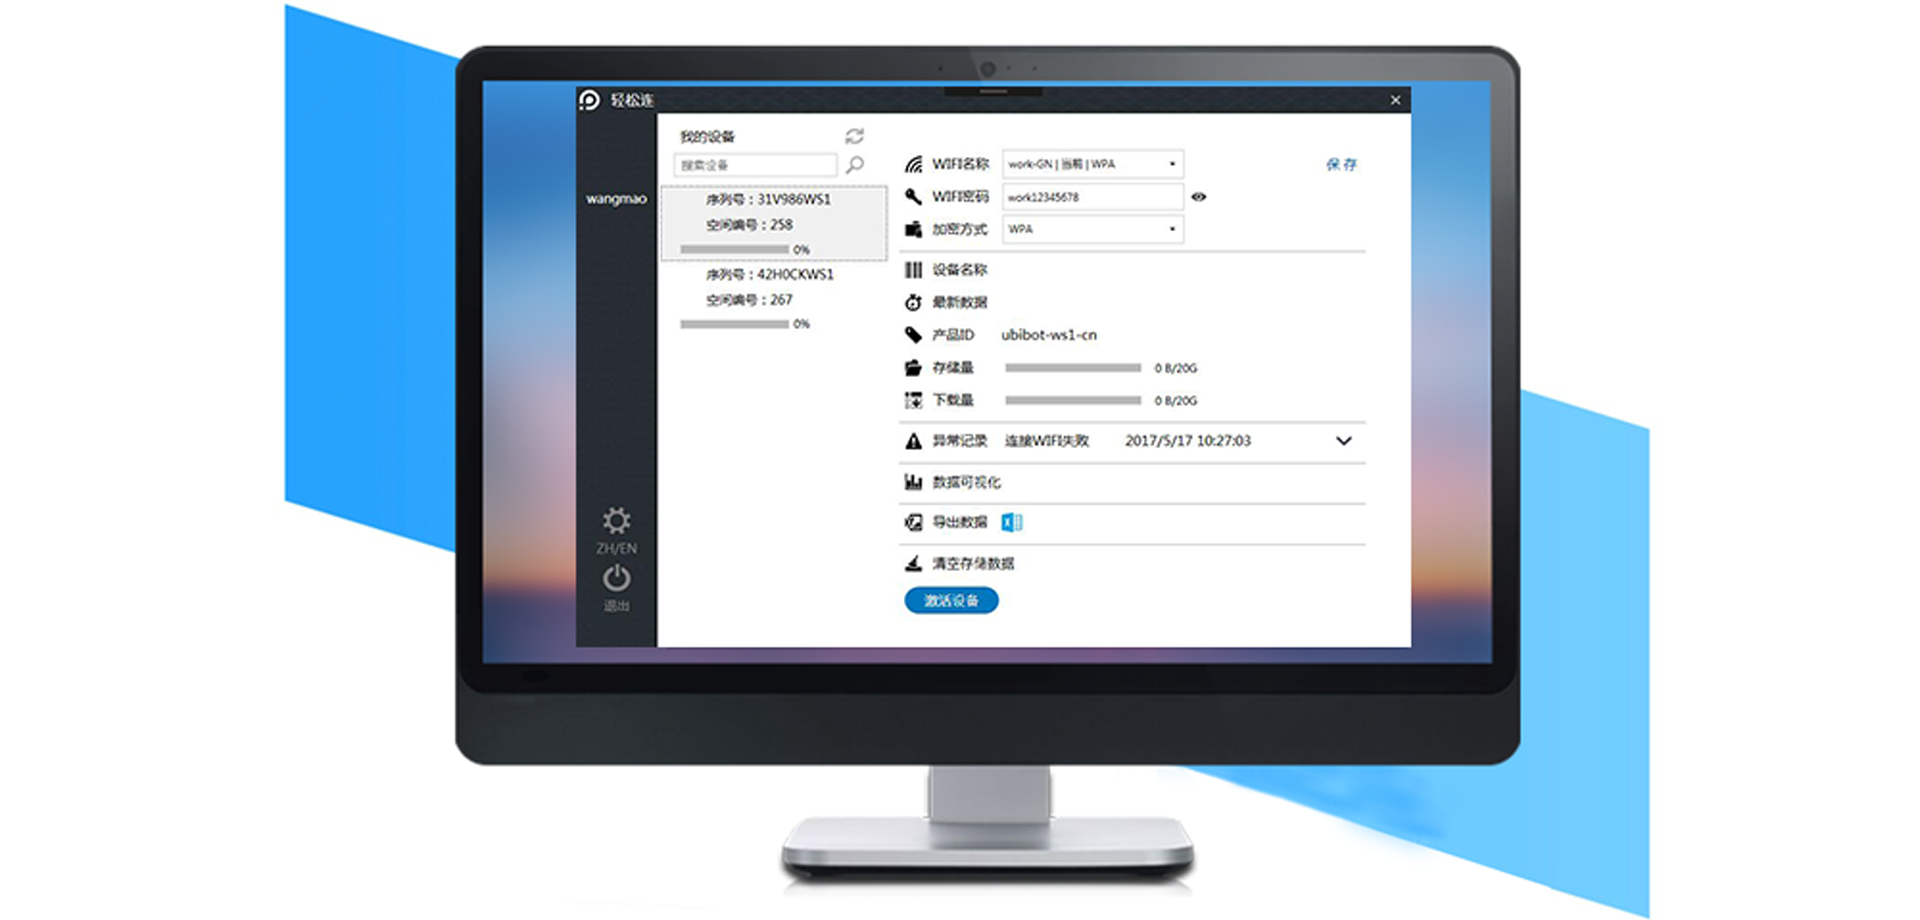 轻松连
wangmao
ZH/EN
退出
我的设备
搜索设备
序列号：31V986WS1
空间编号：258
0%
序列号：42H0CKWS1
空间编号：267
0%
WIFI名称 work-GN | 当前 | WPA 保存
WIFI密码 work12345678
加密方式 WPA
设备名称
最新数据
产品ID ubibot-ws1-cn
存储量 0 B/20G
下载量 0 B/20G
异常记录 连接WIFI失败 2017/5/17 10:27:03
数据可视化
导出数据
清空存储数据
激活设备